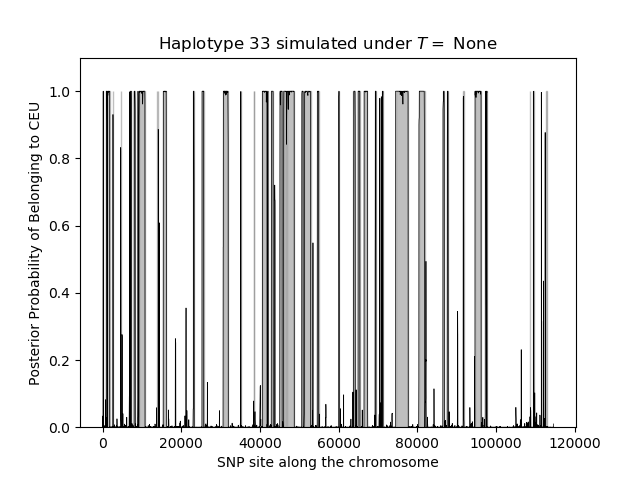 Haplotype 33 simulated under T = None
Posterior Probability of Belonging to CEU
1.0
0.8
0.6
0.4
0.2
0.0
0 20000 40000 60000 80000 100000 120000
SNP site along the chromosome